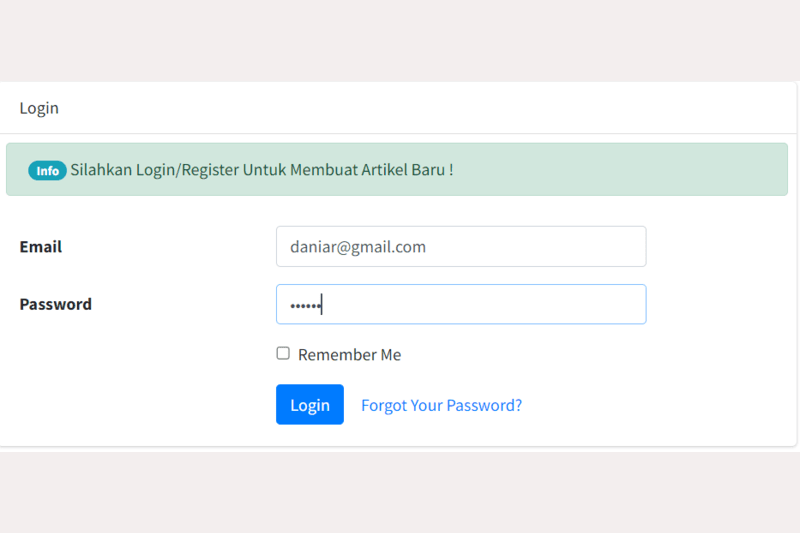 Login
Info Silahkan Login/Register Untuk Membuat Artikel Baru !
Email daniar@gmail.com
Password ••••••
Remember Me
Login Forgot Your Password?